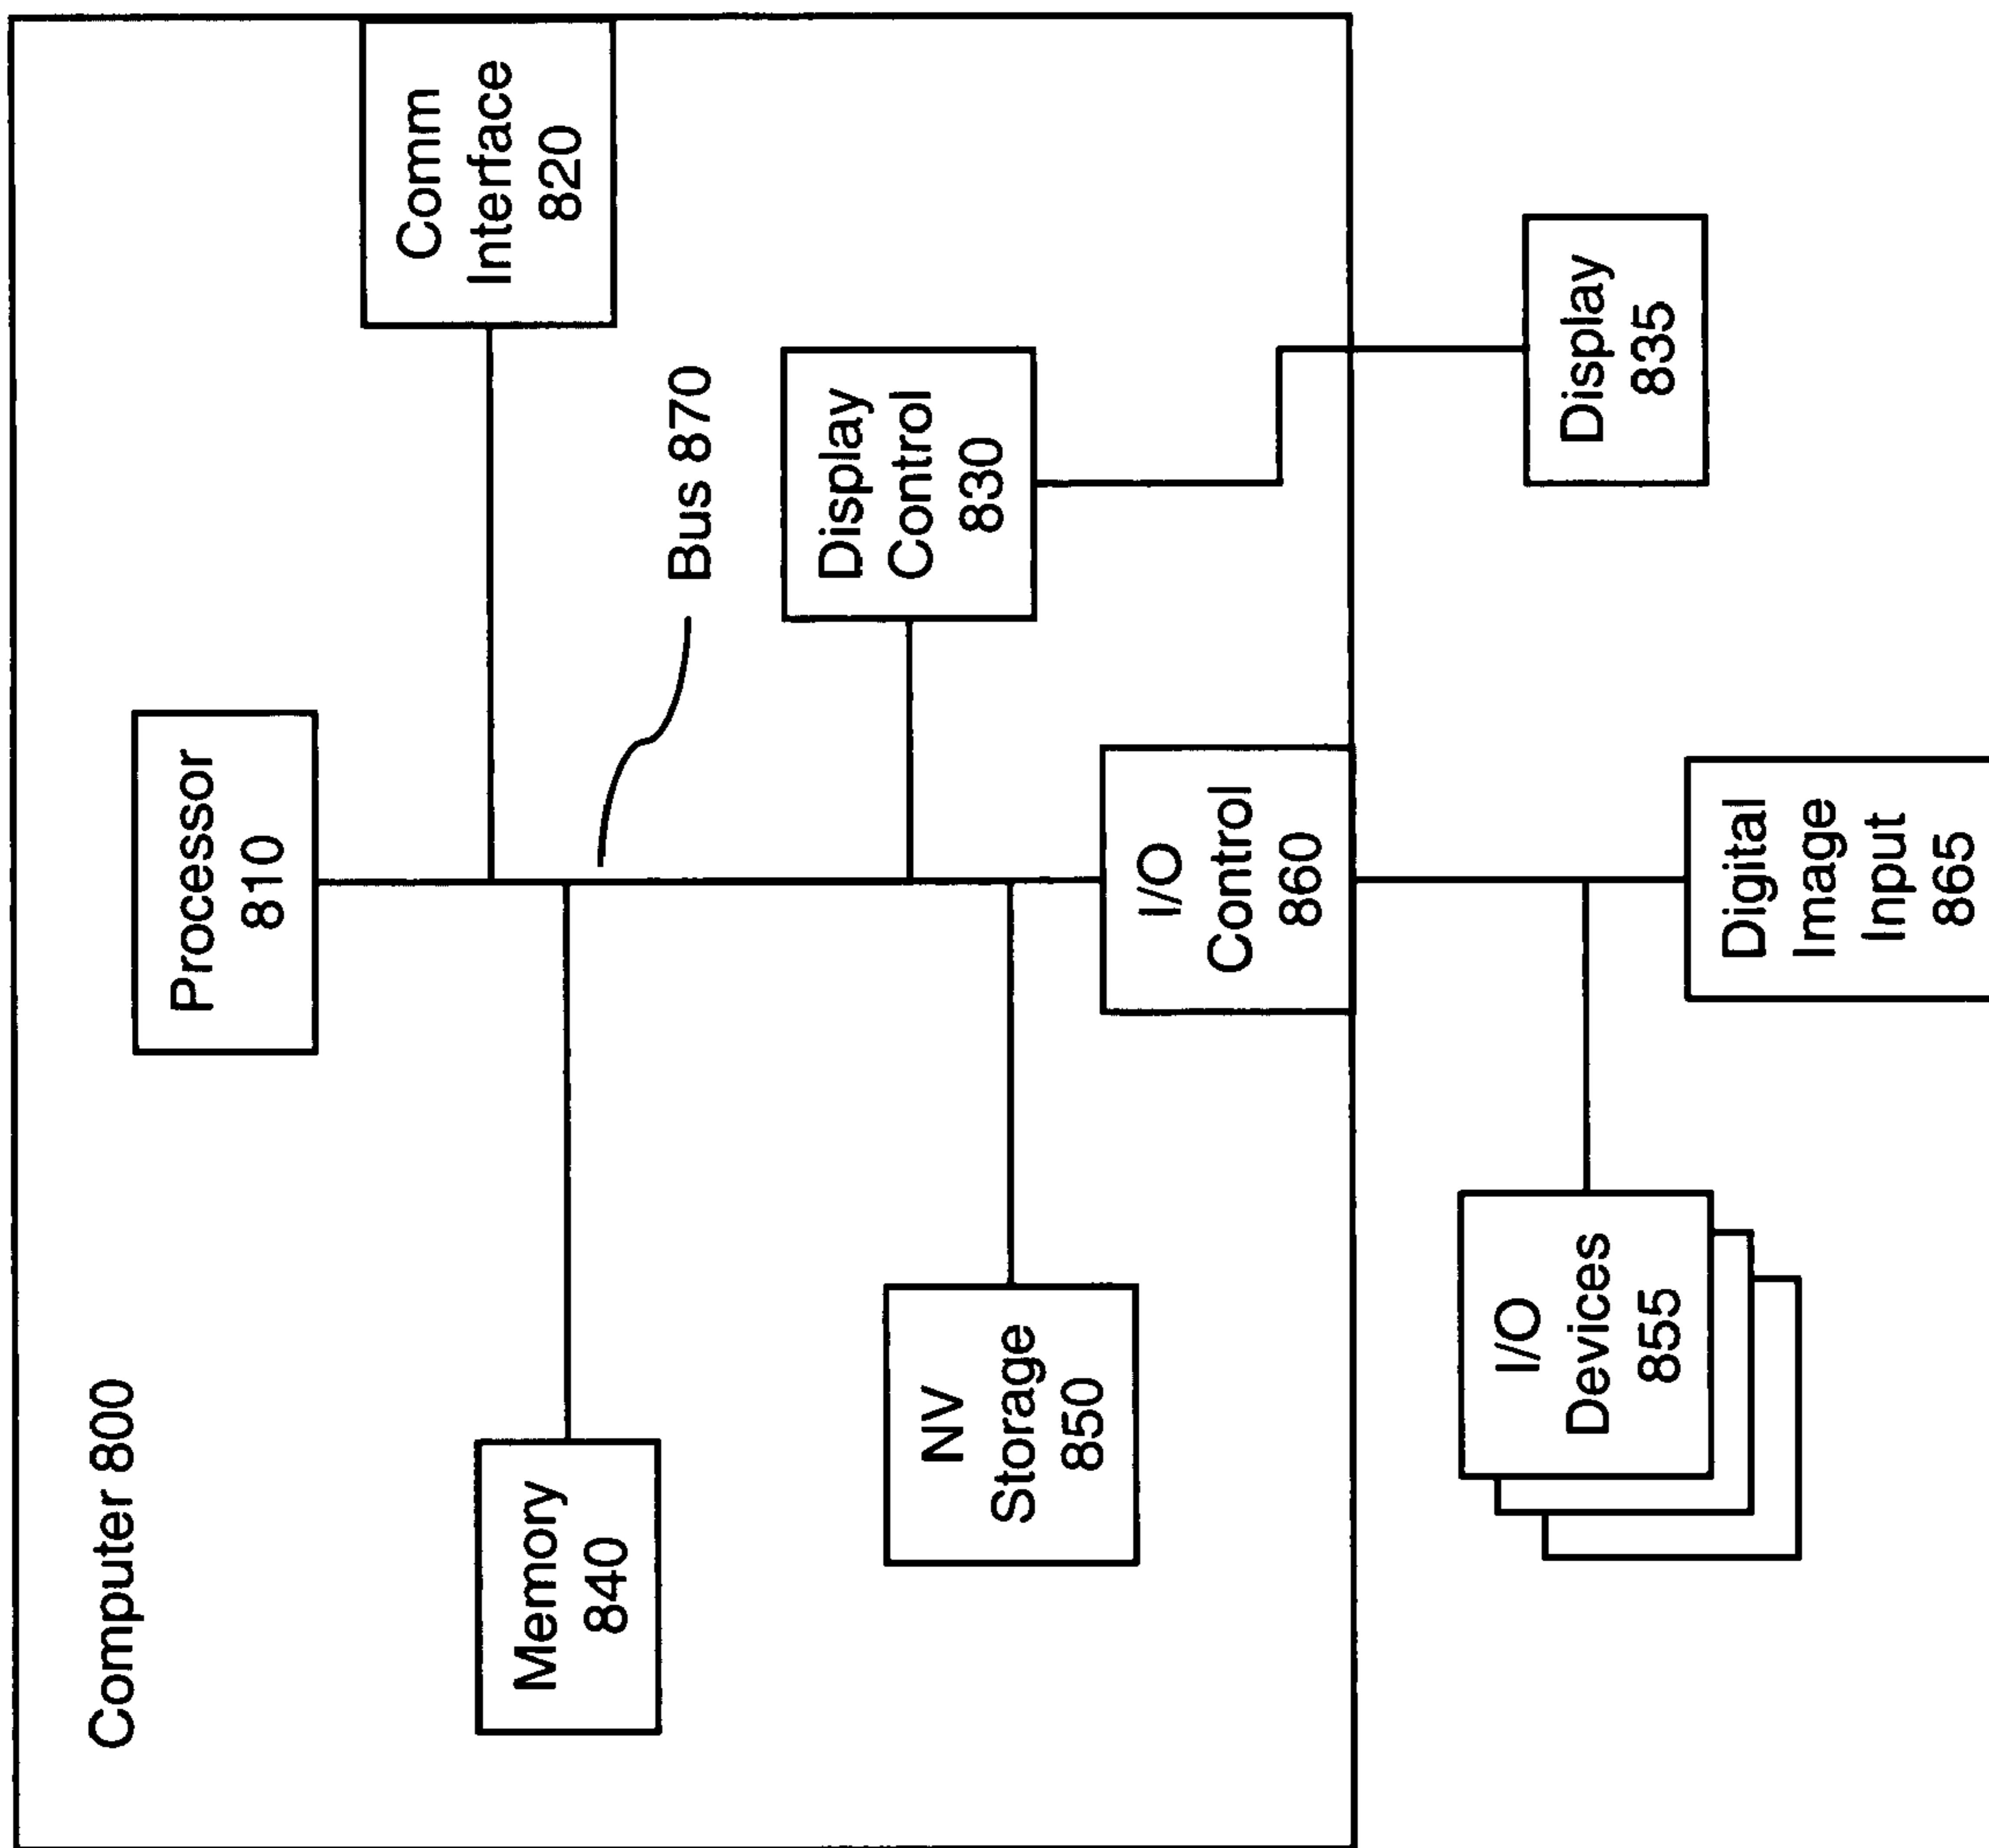 Computer 800
Processor
810
Comm
Interface
820
Memory
840
Bus 870
Display
Control
830
NV
Storage
850
I/O
Control
860
Display
835
I/O
Devices
855
Digital
Image
Input
865